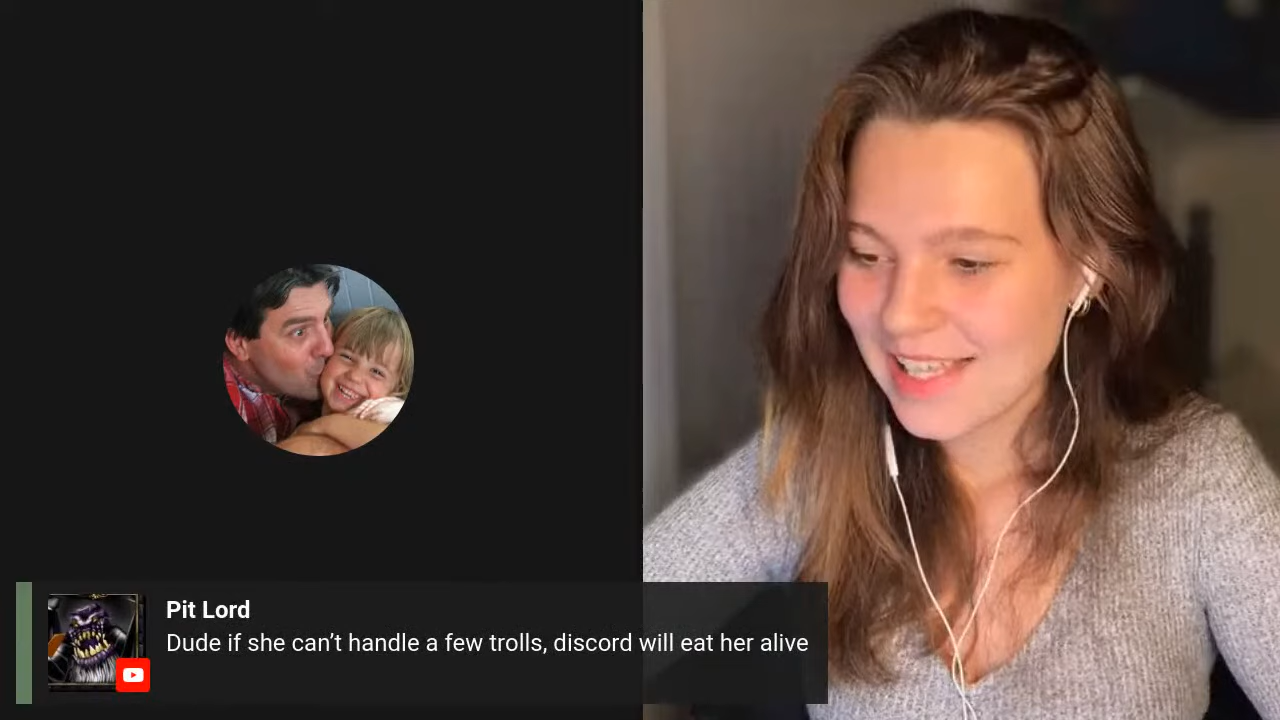 Pit Lord
Dude if she can’t handle a few trolls, discord will eat her alive